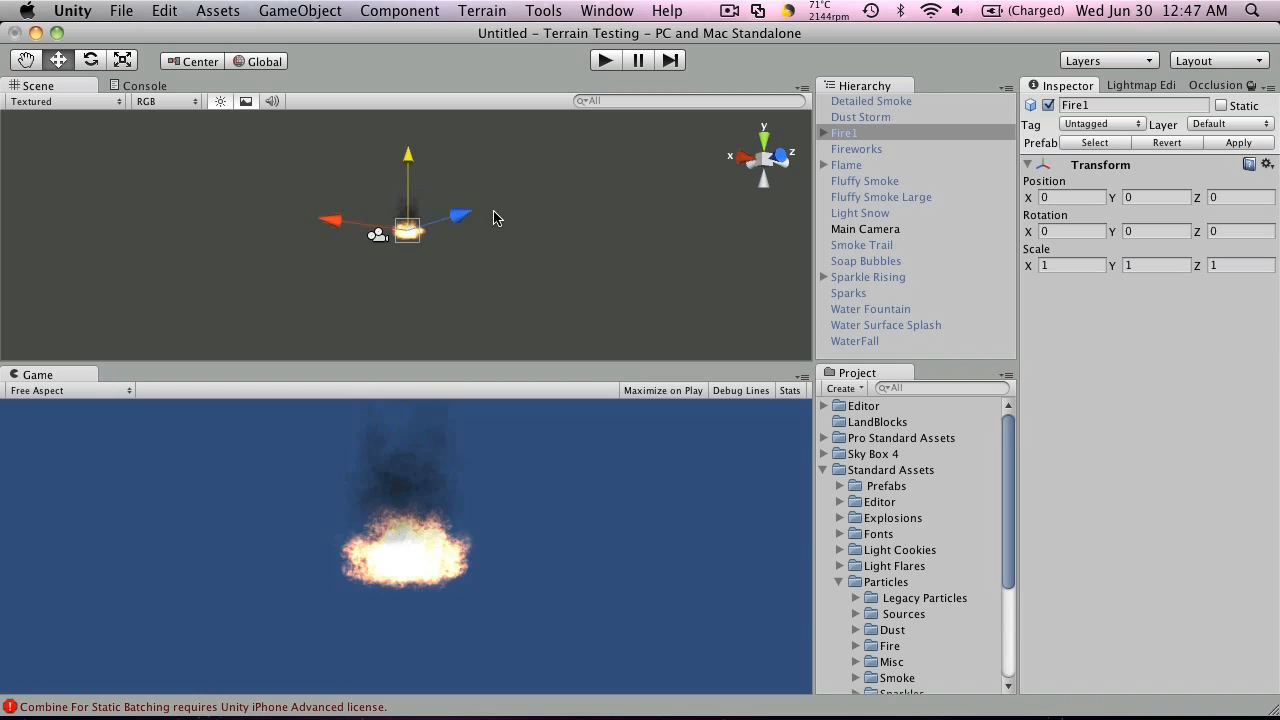 Unity File Edit Assets GameObject Component Terrain Tools Window Help 71°C 2144rpm (Charged) Wed Jun 30 12:47 AM
Untitled – Terrain Testing – PC and Mac Standalone
Center Global Layers Layout
Scene Console
Textured RGB All
y
x z
Game
Free Aspect Maximize on Play Debug Lines Stats
Hierarchy
Detailed Smoke
Dust Storm
Fire1
Fireworks
Flame
Fluffy Smoke
Fluffy Smoke Large
Light Snow
Main Camera
Smoke Trail
Soap Bubbles
Sparkle Rising
Sparks
Water Fountain
Water Surface Splash
WaterFall
Project
Create All
Editor
LandBlocks
Pro Standard Assets
Sky Box 4
Standard Assets
Prefabs
Editor
Explosions
Fonts
Light Cookies
Light Flares
Particles
Legacy Particles
Sources
Dust
Fire
Misc
Smoke
Sparkles
Inspector Lightmap Edi Occlusion
Fire1 Static
Tag Untagged Layer Default
Prefab Select Revert Apply
Transform
Position
X 0 Y 0 Z 0
Rotation
X 0 Y 0 Z 0
Scale
X 1 Y 1 Z 1
Combine For Static Batching requires Unity iPhone Advanced license.